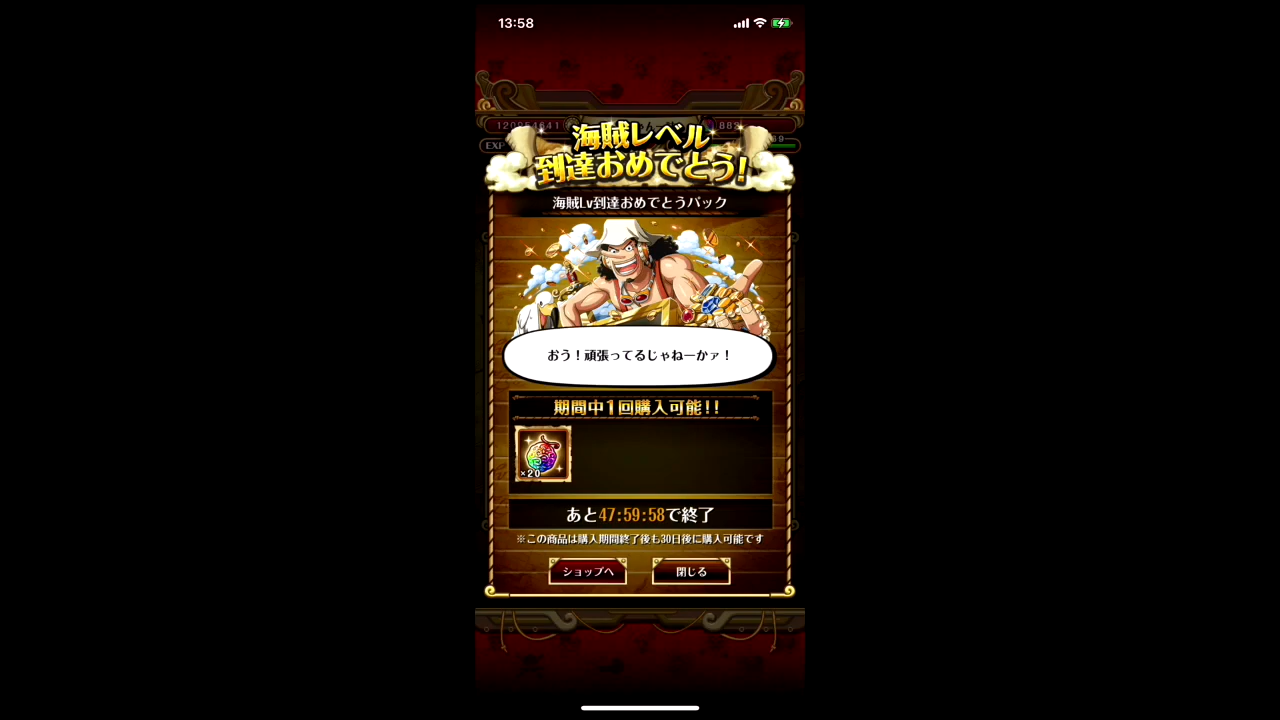 13:58
EXP
海賊レベル
到達おめでとう!
海賊Lv到達おめでとうパック
おう！頑張ってるじゃねーかァ！
期間中1回購入可能!!
×20
あと47:59:58で終了
※この商品は購入期間終了後も30日後に購入可能です
ショップへ
閉じる